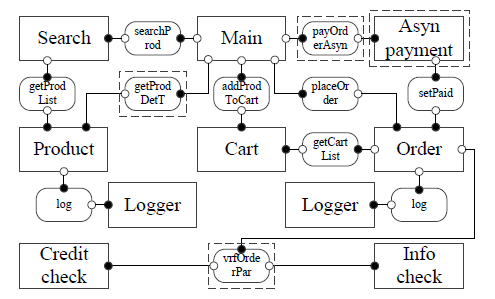 Search
searchP
rod
Main
payOrd
erAsyn
Asyn
payment
getProd
List
getProd
DetT
addProd
ToCart
placeOr
der
setPaid
Product
Cart
getCart
List
Order
log
Logger
Logger
log
Credit
check
vrfOrde
rPar
Info
check